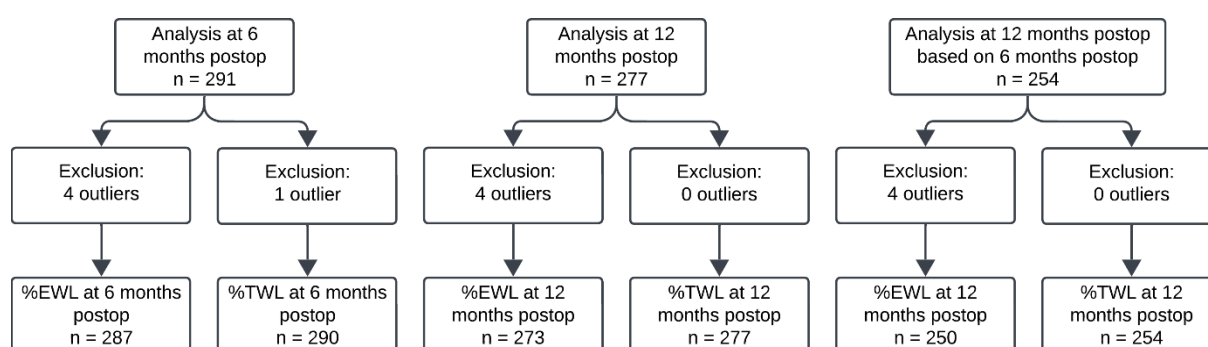 Analysis at 6
months postop
n = 291
Analysis at 12
months postop
n = 277
Analysis at 12 months postop
based on 6 months postop
n = 254
Exclusion:
4 outliers
Exclusion:
1 outlier
Exclusion:
4 outliers
Exclusion:
0 outliers
Exclusion:
4 outliers
Exclusion:
0 outliers
%EWL at 6 months
postop
n = 287
%TWL at 6 months
postop
n = 290
%EWL at 12
months postop
n = 273
%TWL at 12
months postop
n = 277
%EWL at 12
months postop
n = 250
%TWL at 12
months postop
n = 254